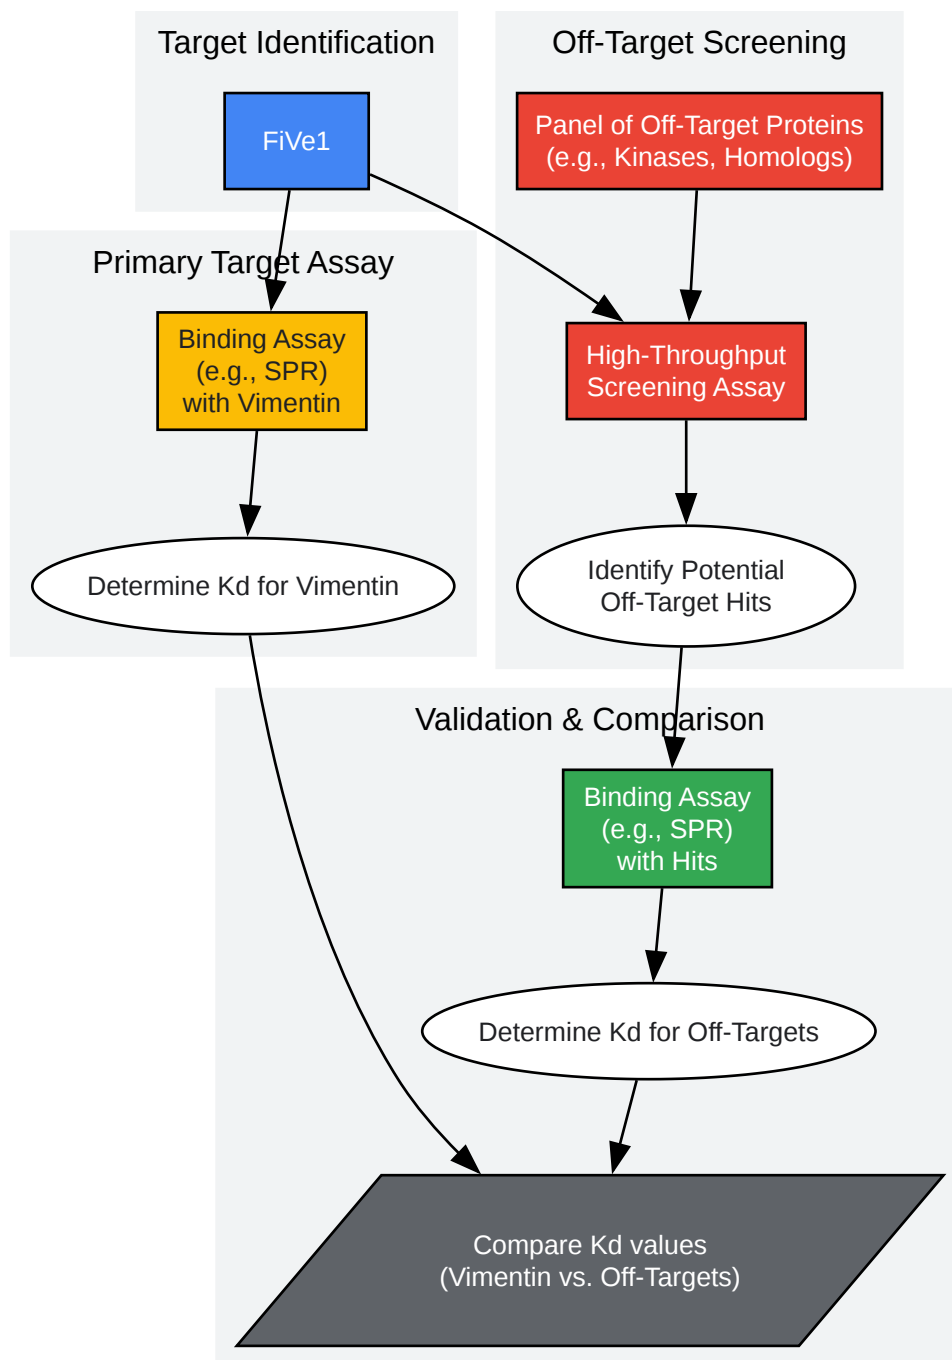 Target Identification
FiVe1
Off-Target Screening
Panel of Off-Target Proteins
(e.g., Kinases, Homologs)
Primary Target Assay
Binding Assay
(e.g., SPR)
with Vimentin
High-Throughput
Screening Assay
Determine Kd for Vimentin
Identify Potential
Off-Target Hits
Validation & Comparison
Binding Assay
(e.g., SPR)
with Hits
Determine Kd for Off-Targets
Compare Kd values
(Vimentin vs. Off-Targets)